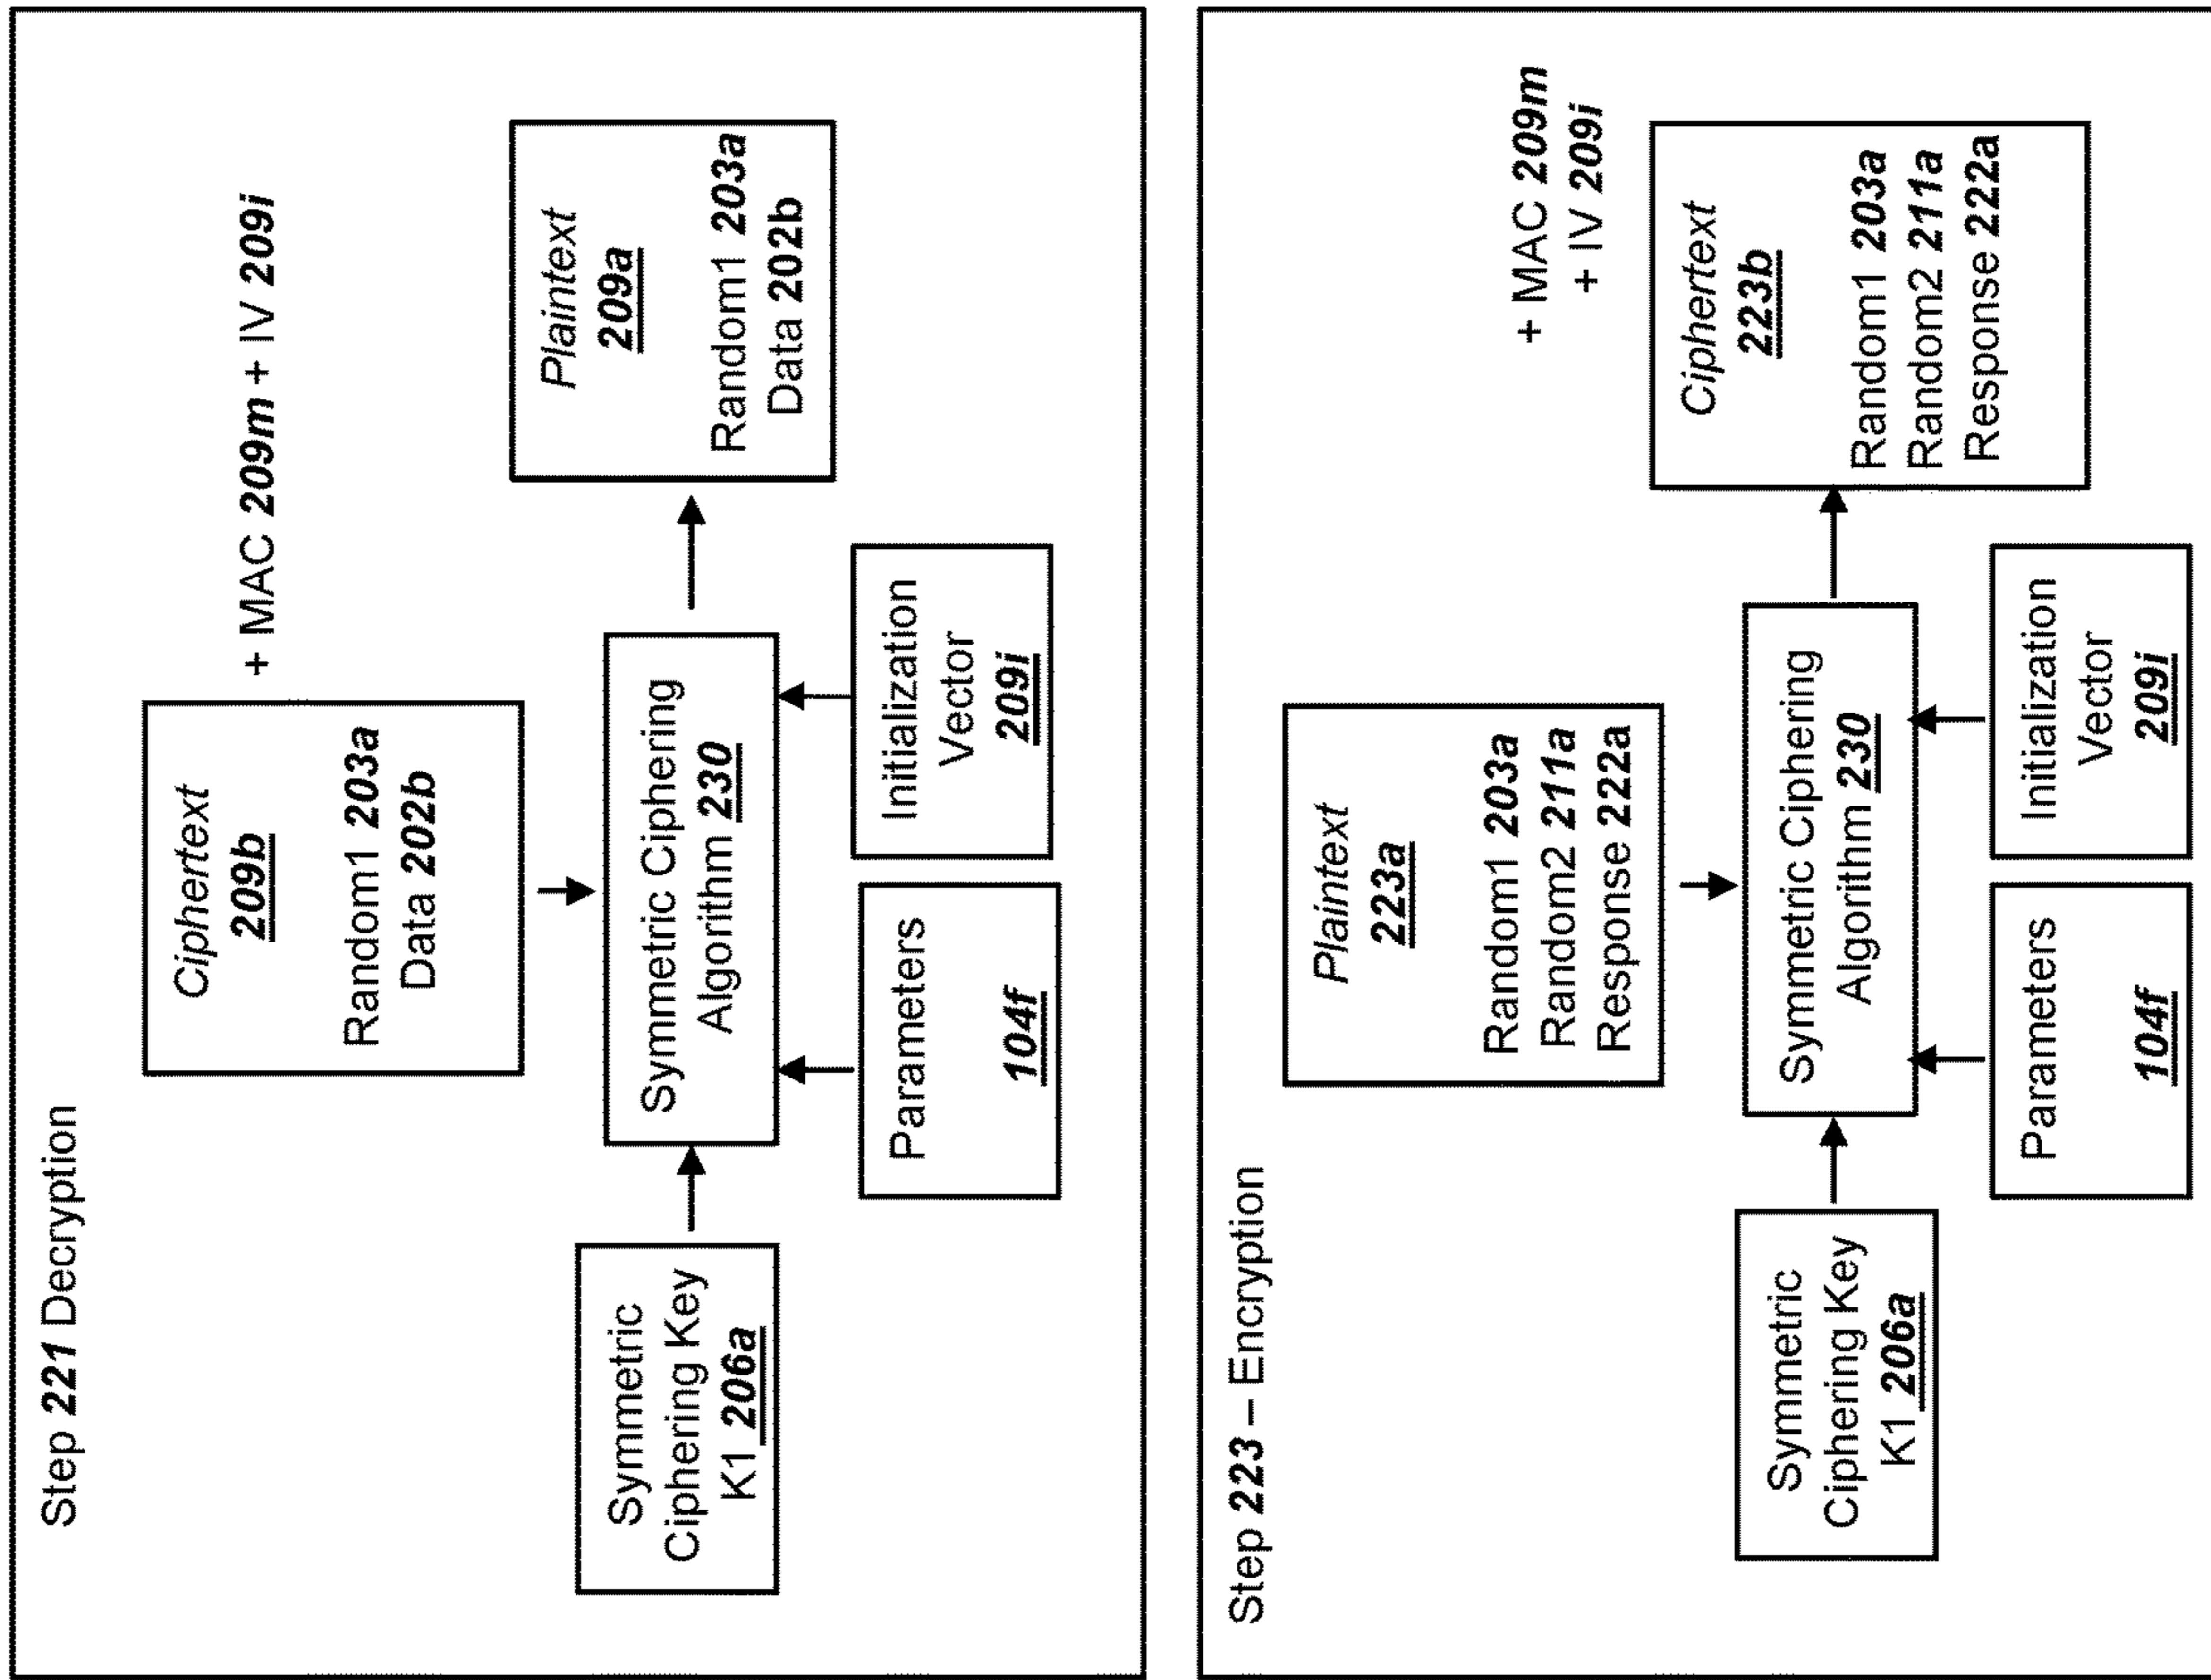 Step 221 Decryption
Ciphertext
209b
Random1 203a
Data 202b
+ MAC 209m + IV 209i
Symmetric
Ciphering Key
K1 206a
Symmetric Ciphering
Algorithm 230
Plaintext
209a
Random1 203a
Data 202b
Parameters
104f
Initialization
Vector
209i
Step 223 – Encryption
Plaintext
223a
Random1 203a
Random2 211a
Response 222a
+ MAC 209m
+ IV 209i
Symmetric
Ciphering Key
K1 206a
Symmetric Ciphering
Algorithm 230
Ciphertext
223b
Random1 203a
Random2 211a
Response 222a
Parameters
104f
Initialization
Vector
209i